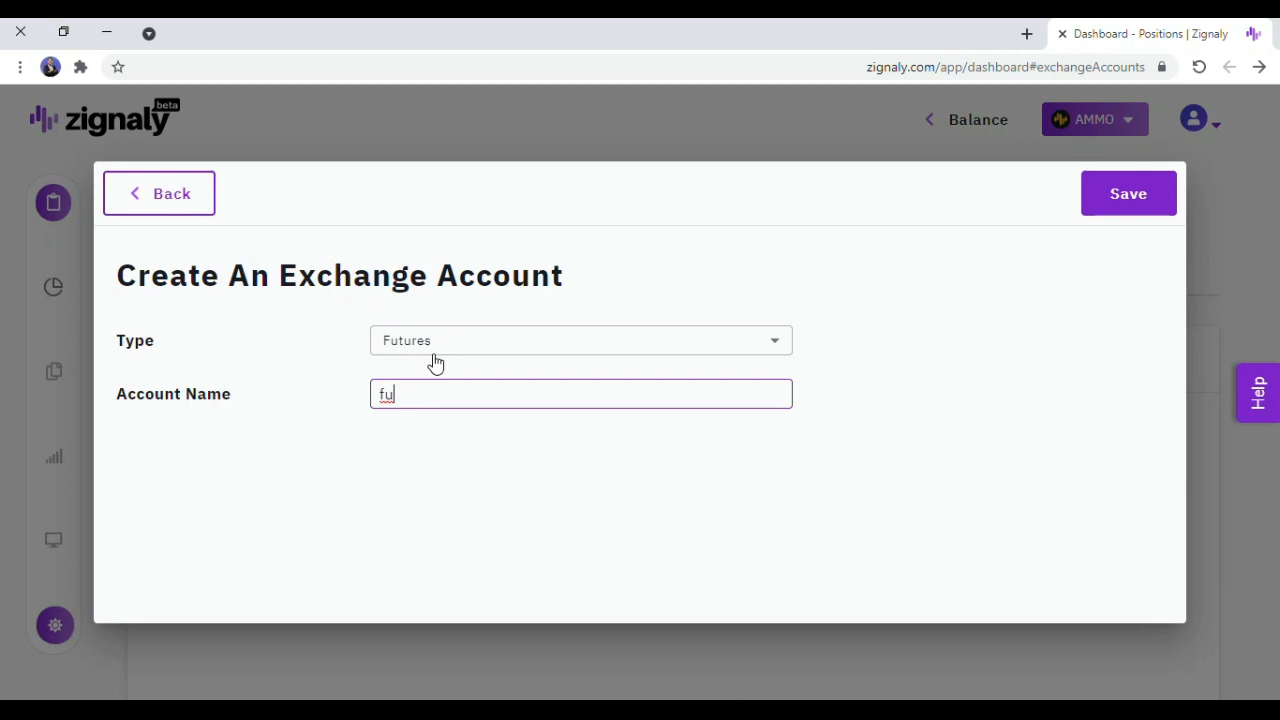 Dashboard - Positions | Zignaly
zignaly.com/app/dashboard#exchangeAccounts
zignaly beta
Balance
AMMO
Back
Save
Create An Exchange Account
Type
Futures
Account Name
fu
Help